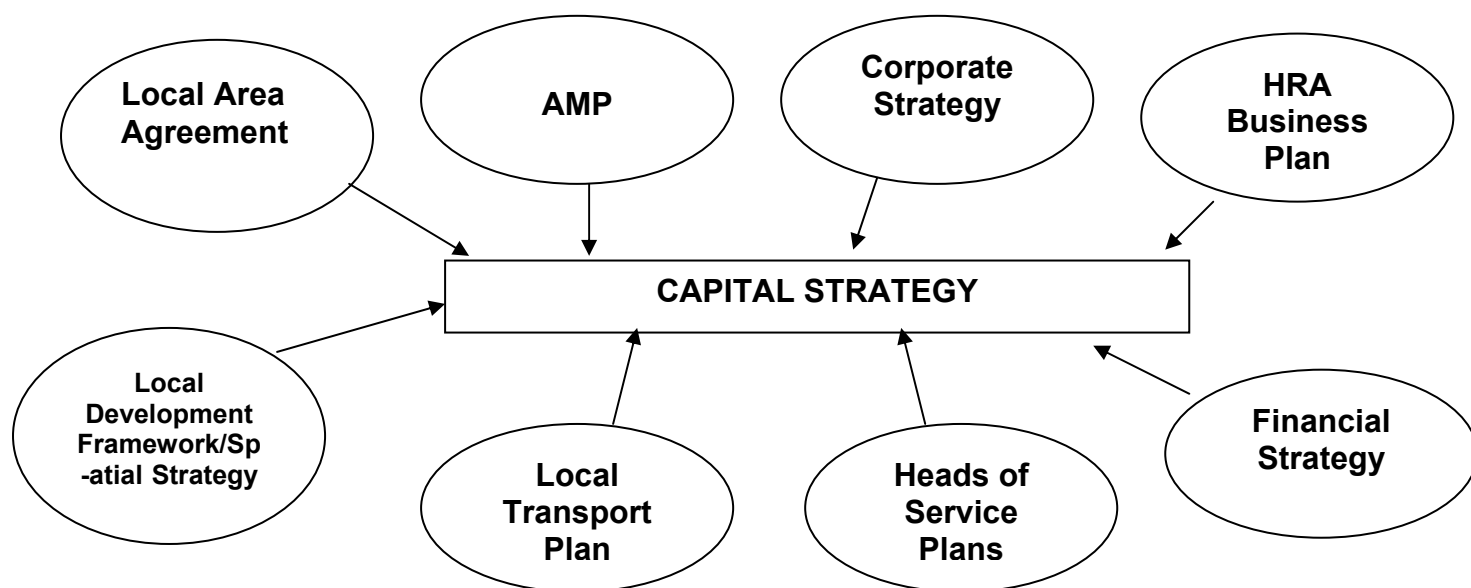 Local Area
Agreement
AMP
Corporate
Strategy
HRA
Business
Plan
CAPITAL STRATEGY
Local
Development
Framework/Sp
-atial Strategy
Local
Transport
Plan
Heads of
Service
Plans
Financial
Strategy